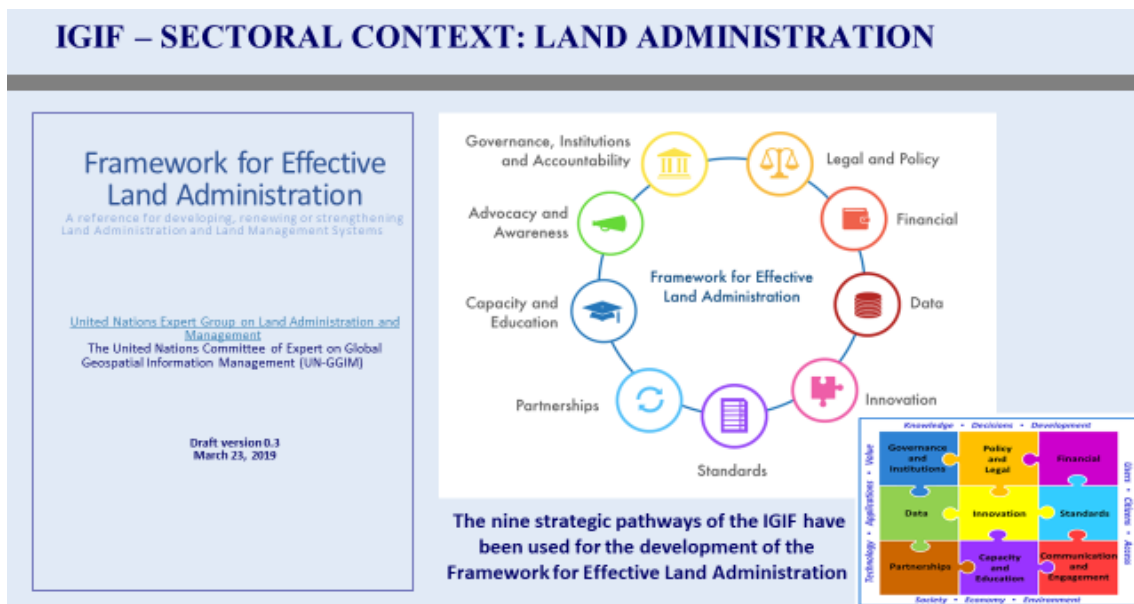 IGIF – SECTORAL CONTEXT: LAND ADMINISTRATION
Framework for Effective
Land Administration
A reference for developing, renewing or strengthening
Land Administration and Land Management Systems
United Nations Expert Group on Land Administration and
Management
The United Nations Committee of Expert on Global
Geospatial Information Management (UN-GGIM)
Draft version 0.3
March 23, 2019
Governance, Institutions
and Accountability
Legal and Policy
Advocacy and
Awareness
Financial
Framework for Effective
Land Administration
Capacity and
Education
Data
Partnerships
Innovation
Standards
The nine strategic pathways of the IGIF have
been used for the development of the
Framework for Effective Land Administration
Knowledge • Decisions • Development
Governance
and
Institutions
Policy
and
Legal
Financial
Data
Innovation
Standards
Partnerships
Capacity
and
Education
Communication
and
Engagement
Technology • Applications • Value
Users • Citizens • Access
Society • Economy • Environment